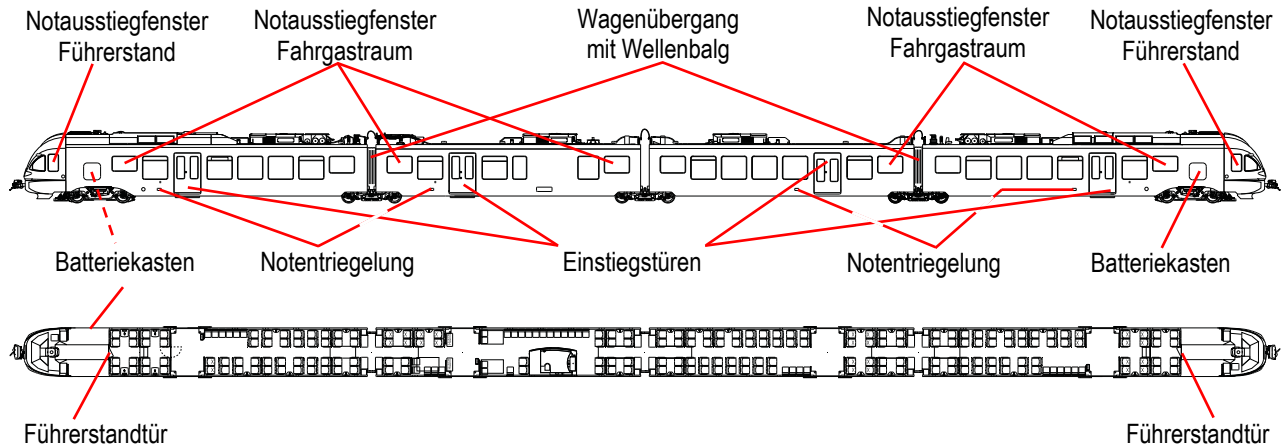 Notausstiegfenster
Führerstand
Notausstiegfenster
Fahrgastraum
Wagenübergang
mit Wellenbalg
Notausstiegfenster
Fahrgastraum
Notausstiegfenster
Führerstand
Batteriekasten
Notentriegelung
Einstiegstüren
Notentriegelung
Batteriekasten
Führerstandtür
Führerstandtür